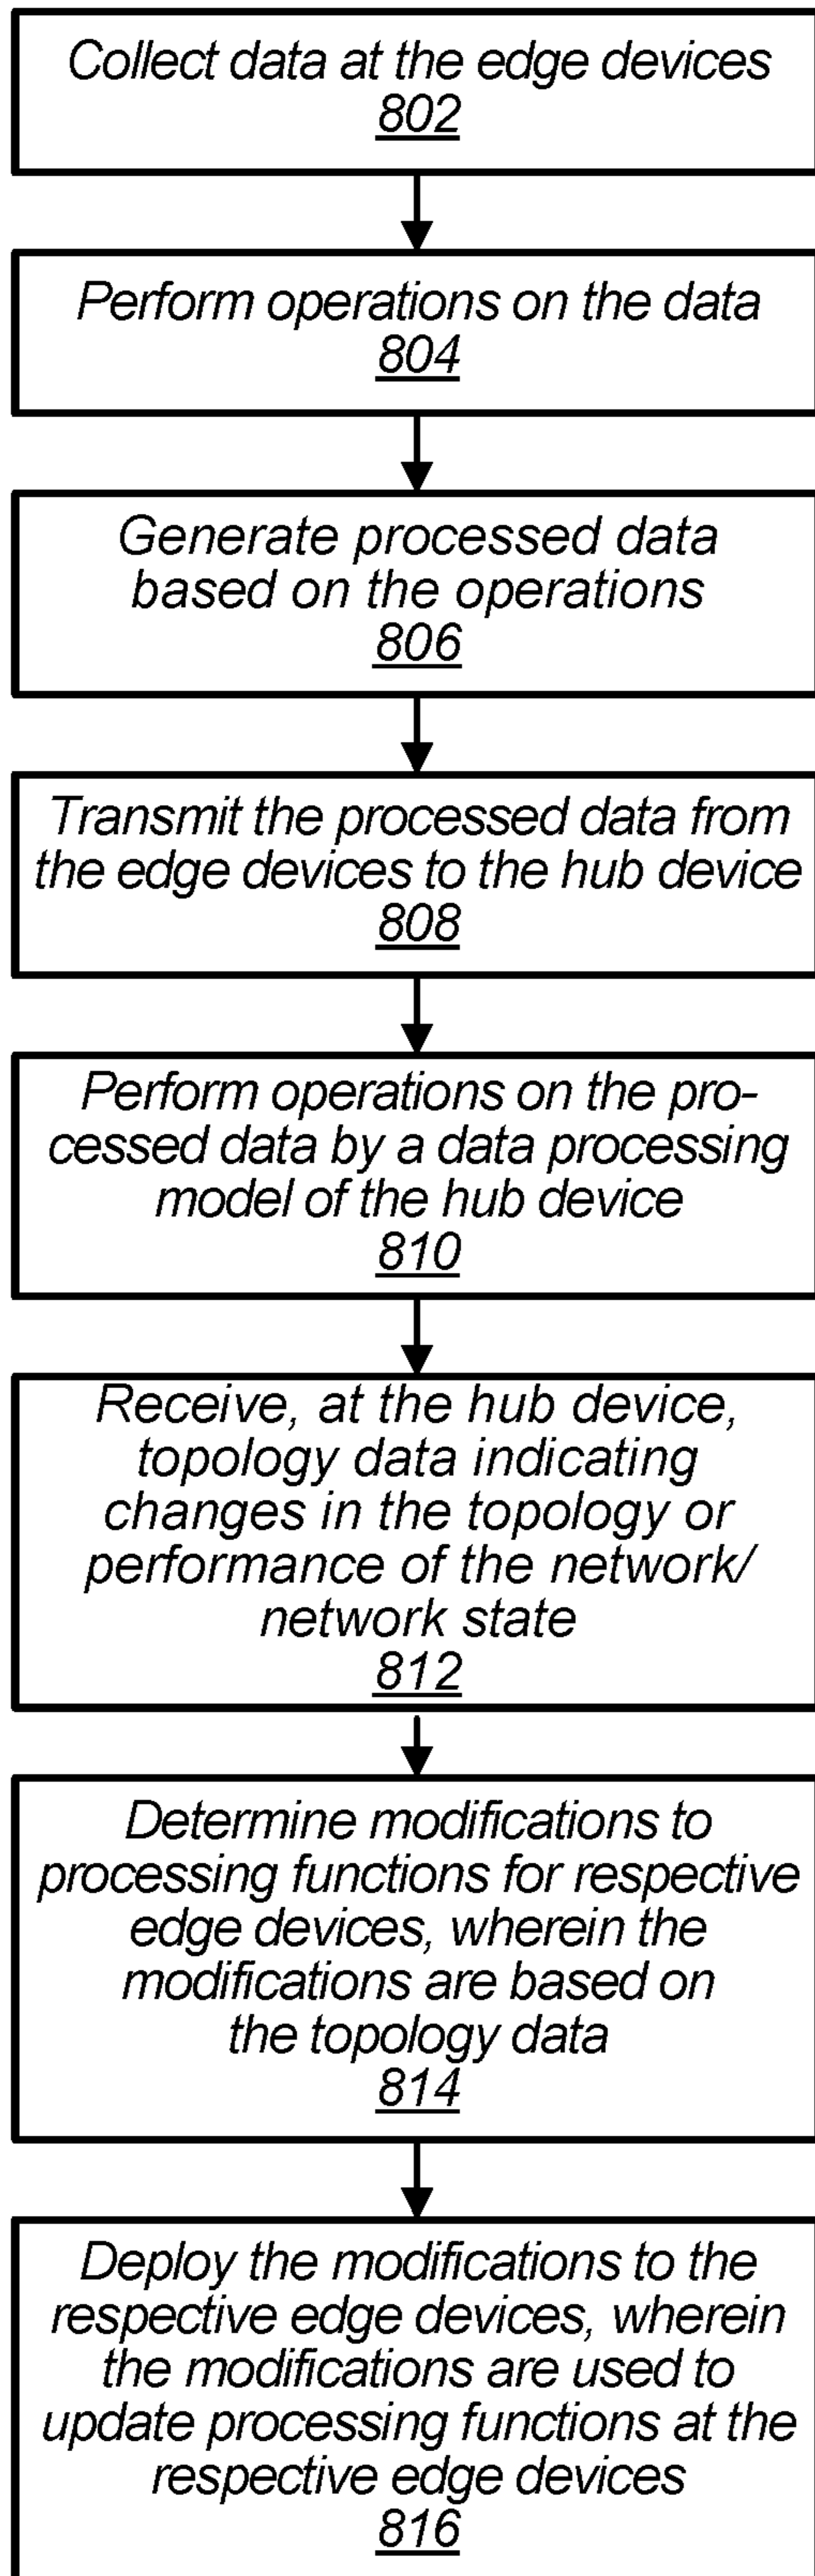 Collect data at the edge devices
802
Perform operations on the data
804
Generate processed data
based on the operations
806
Transmit the processed data from
the edge devices to the hub device
808
Perform operations on the pro-
cessed data by a data processing
model of the hub device
810
Receive, at the hub device,
topology data indicating
changes in the topology or
performance of the network/
network state
812
Determine modifications to
processing functions for respective
edge devices, wherein the
modifications are based on
the topology data
814
Deploy the modifications to the
respective edge devices, wherein
the modifications are used to
update processing functions at the
respective edge devices
816